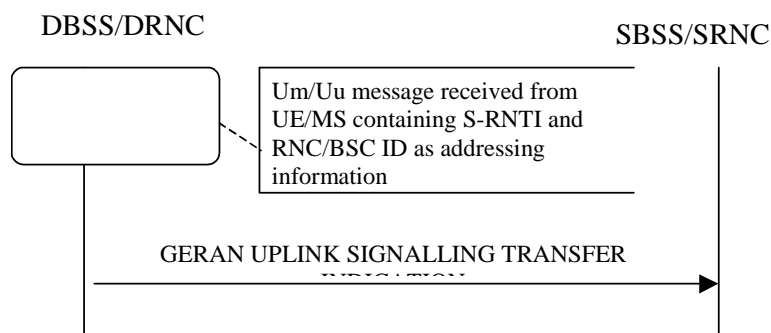 DBSS/DRNC
SBSS/SRNC
Um/Uu message received from
UE/MS containing S-RNTI and
RNC/BSC ID as addressing
information
GERAN UPLINK SIGNALLING TRANSFER
INDICATION